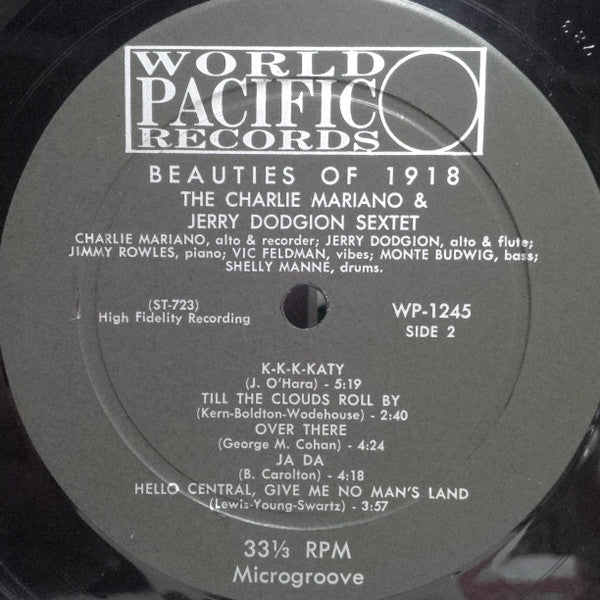 WORLD
PACIFIC
RECORDS
BEAUTIES OF 1918
THE CHARLIE MARIANO &
JERRY DODGION SEXTET
CHARLIE MARIANO, alto & recorder; JERRY DODGION, alto & flute;
JIMMY ROWLES, piano; VIC FELDMAN, vibes; MONTE BUDWIG, bass;
SHELLY MANNE, drums.
(ST-723)
High Fidelity Recording
WP-1245
SIDE 2
K-K-K-KATY
(J. O'Hara) - 5:19
TILL THE CLOUDS ROLL BY
(Kern-Boldton-Wodehouse) - 2:40
OVER THERE
(George M. Cohan) - 4:24
JA DA
(B. Carolton) - 4:18
HELLO CENTRAL, GIVE ME NO MAN'S LAND
(Lewis-Young-Swartz) - 3:57
33⅓ RPM
Microgroove